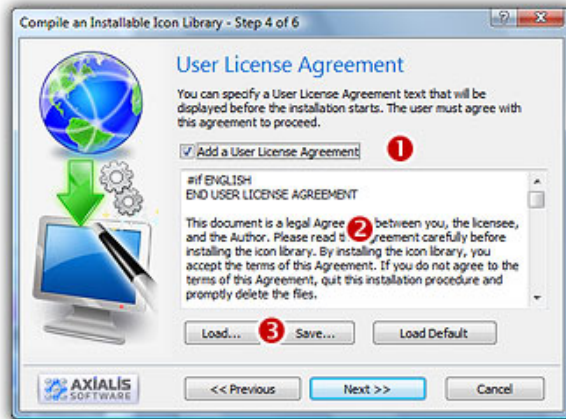 Compile an Installable Icon Library - Step 4 of 6
User License Agreement
You can specify a User License Agreement text that will be
displayed before the installation starts. The user must agree with
this agreement to proceed.
Add a User License Agreement
1
#if ENGLISH
END USER LICENSE AGREEMENT
This document is a legal Agree between you, the licensee,
and the Author. Please read greement carefully before
2
installing the icon library. By installing the icon library, you
accept the terms of this Agreement. If you do not agree to the
terms of this Agreement, quit this installation procedure and
promptly delete the files.
Load... 3 Save... Load Default
AXIALIS
SOFTWARE
<< Previous Next >> Cancel